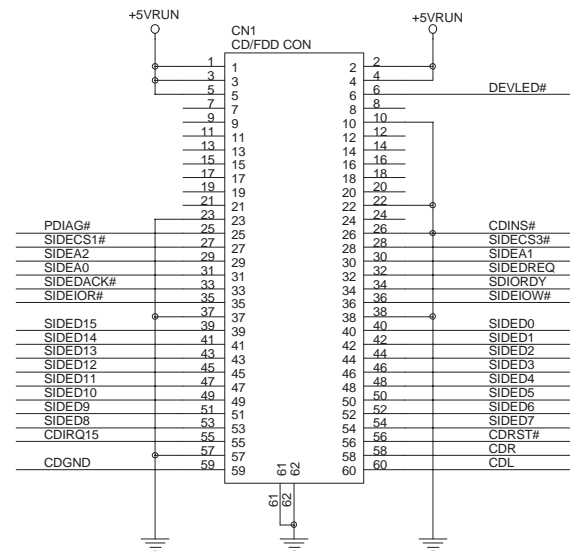 +5VRUN +5VRUN
CN1
CD/FDD CON
1 1 2 2
3 3 4 4
5 5 6 6 DEVLED#
7 7 8 8
9 9 10 10
11 11 12 12
13 13 14 14
15 15 16 16
17 17 18 18
19 19 20 20
21 21 22 22
23 23 24 24
PDIAG# 25 25 26 26 CDINS#
SIDECS1# 27 27 28 28 SIDECS3#
SIDEA2 29 29 30 30 SIDEA1
SIDEA0 31 31 32 32 SIDEDREQ
SIDEDACK# 33 33 34 34 SDIORDY
SIDEIOR# 35 35 36 36 SIDEIOW#
37 37 38 38
SIDED15 39 39 40 40 SIDED0
SIDED14 41 41 42 42 SIDED1
SIDED13 43 43 44 44 SIDED2
SIDED12 45 45 46 46 SIDED3
SIDED11 47 47 48 48 SIDED4
SIDED10 49 49 50 50 SIDED5
SIDED9 51 51 52 52 SIDED6
SIDED8 53 53 54 54 SIDED7
CDIRQ15 55 55 56 56 CDRST#
57 57 58 58 CDR
CDGND 59 59 60 60 CDL
61 62
61 62